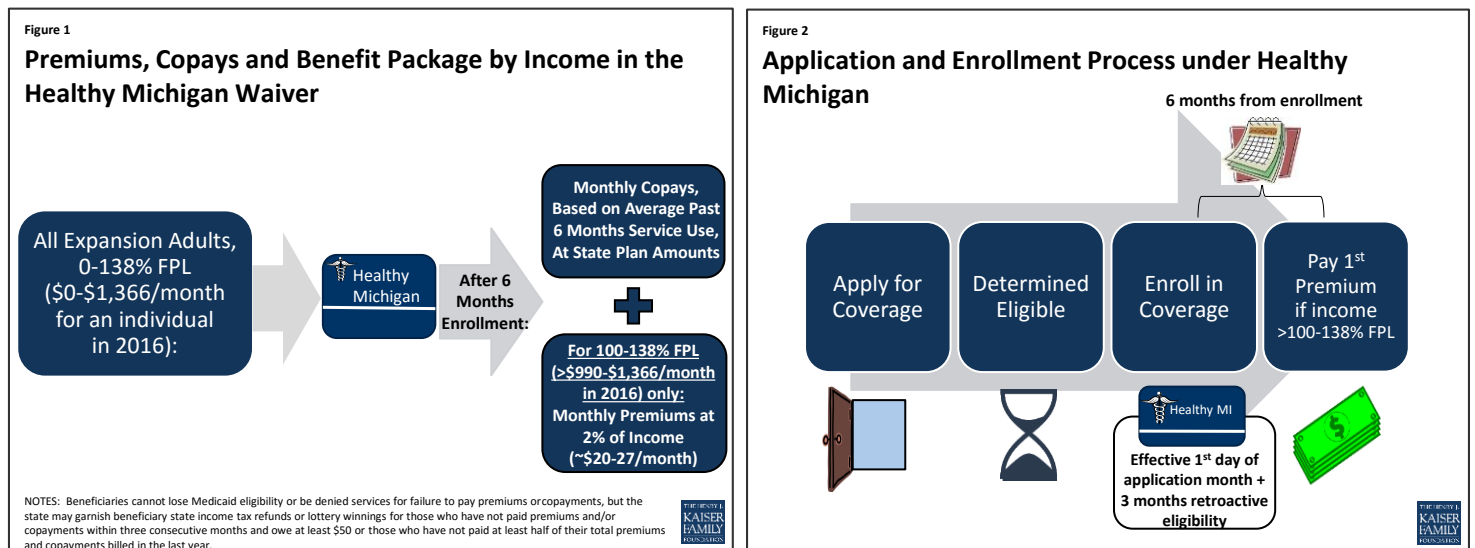 Figure 1
Premiums, Copays and Benefit Package by Income in the
Healthy Michigan Waiver
All Expansion Adults,
0-138% FPL
($0-$1,366/month
for an individual
in 2016):
Healthy
Michigan
After 6
Months
Enrollment:
Monthly Copays,
Based on Average Past
6 Months Service Use,
At State Plan Amounts
For 100-138% FPL
(>$990-$1,366/month
in 2016) only:
Monthly Premiums at
2% of Income
(~$20-27/month)
NOTES: Beneficiaries cannot lose Medicaid eligibility or be denied services for failure to pay premiums orcopayments, but the
state may garnish beneficiary state income tax refunds or lottery winnings for those who have not paid premiums and/or
copayments within three consecutive months and owe at least $50 or those who have not paid at least half of their total premiums
and copayments billed in the last year.
THE HENRY J.
KAISER
FAMILY
FOUNDATION
Figure 2
Application and Enrollment Process under Healthy
Michigan
6 months from enrollment
Apply for
Coverage
Determined
Eligible
Enroll in
Coverage
Pay 1st
Premium
if income
>100-138% FPL
Healthy MI
Effective 1st day of
application month +
3 months retroactive
eligibility
$
THE HENRY J.
KAISER
FAMILY
FOUNDATION